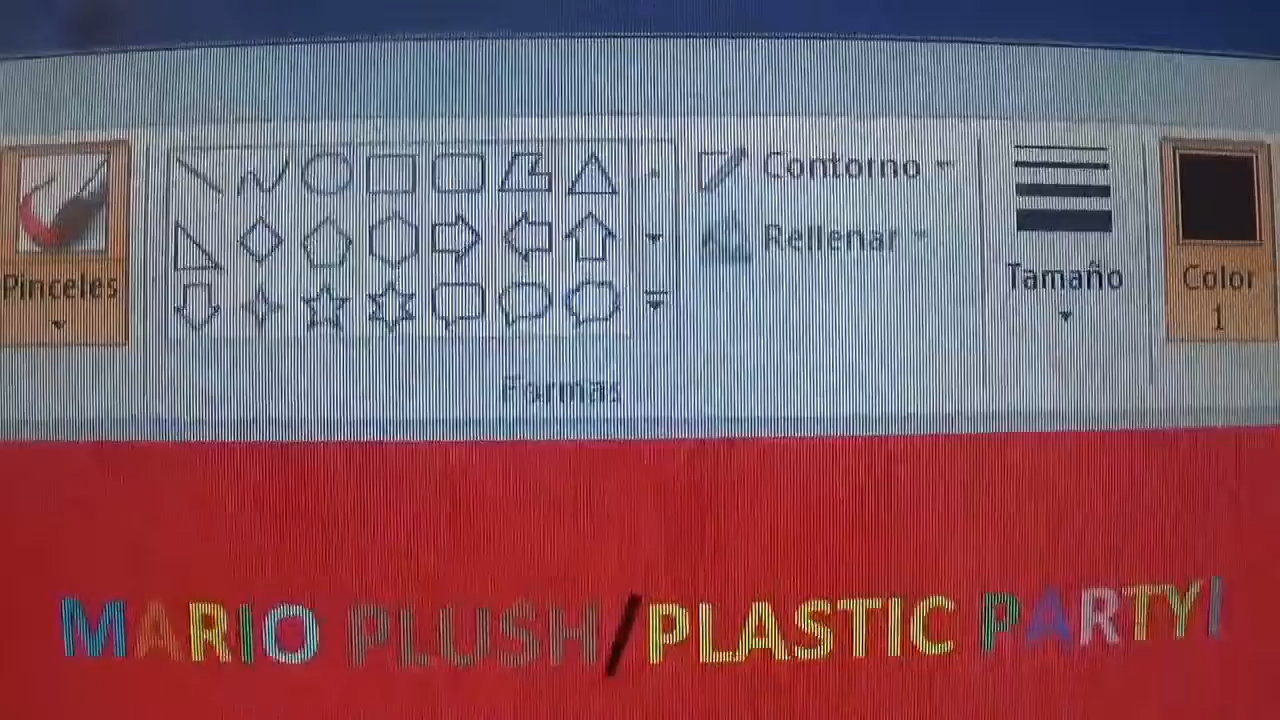 Contorno
Rellenar
Pinceles
Tamaño
Color
1
Formas
MARIO PLUSH/PLASTIC PARTY!